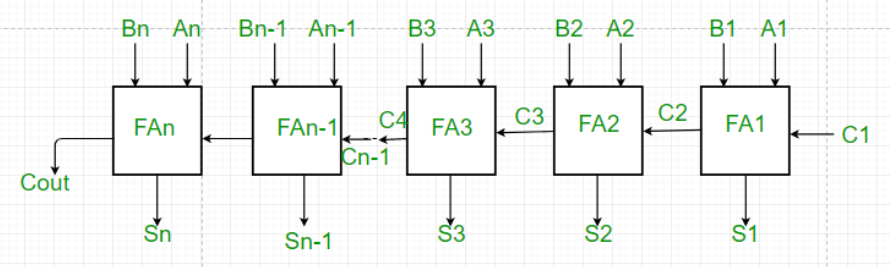 Bn An Bn-1 An-1 B3 A3 B2 A2 B1 A1
FAn FAn-1 C4 FA3 C3 FA2 C2 FA1 C1
Cn-1
Cout
Sn Sn-1 S3 S2 S1